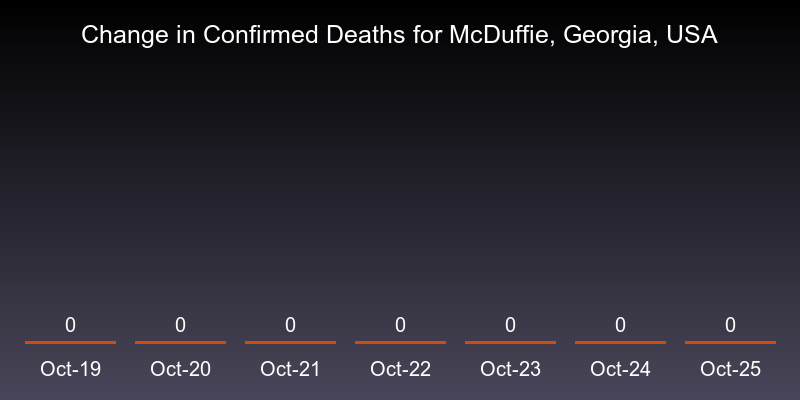 Change in Confirmed Deaths for McDuffie, Georgia, USA
0 0 0 0 0 0 0
Oct-19 Oct-20 Oct-21 Oct-22 Oct-23 Oct-24 Oct-25